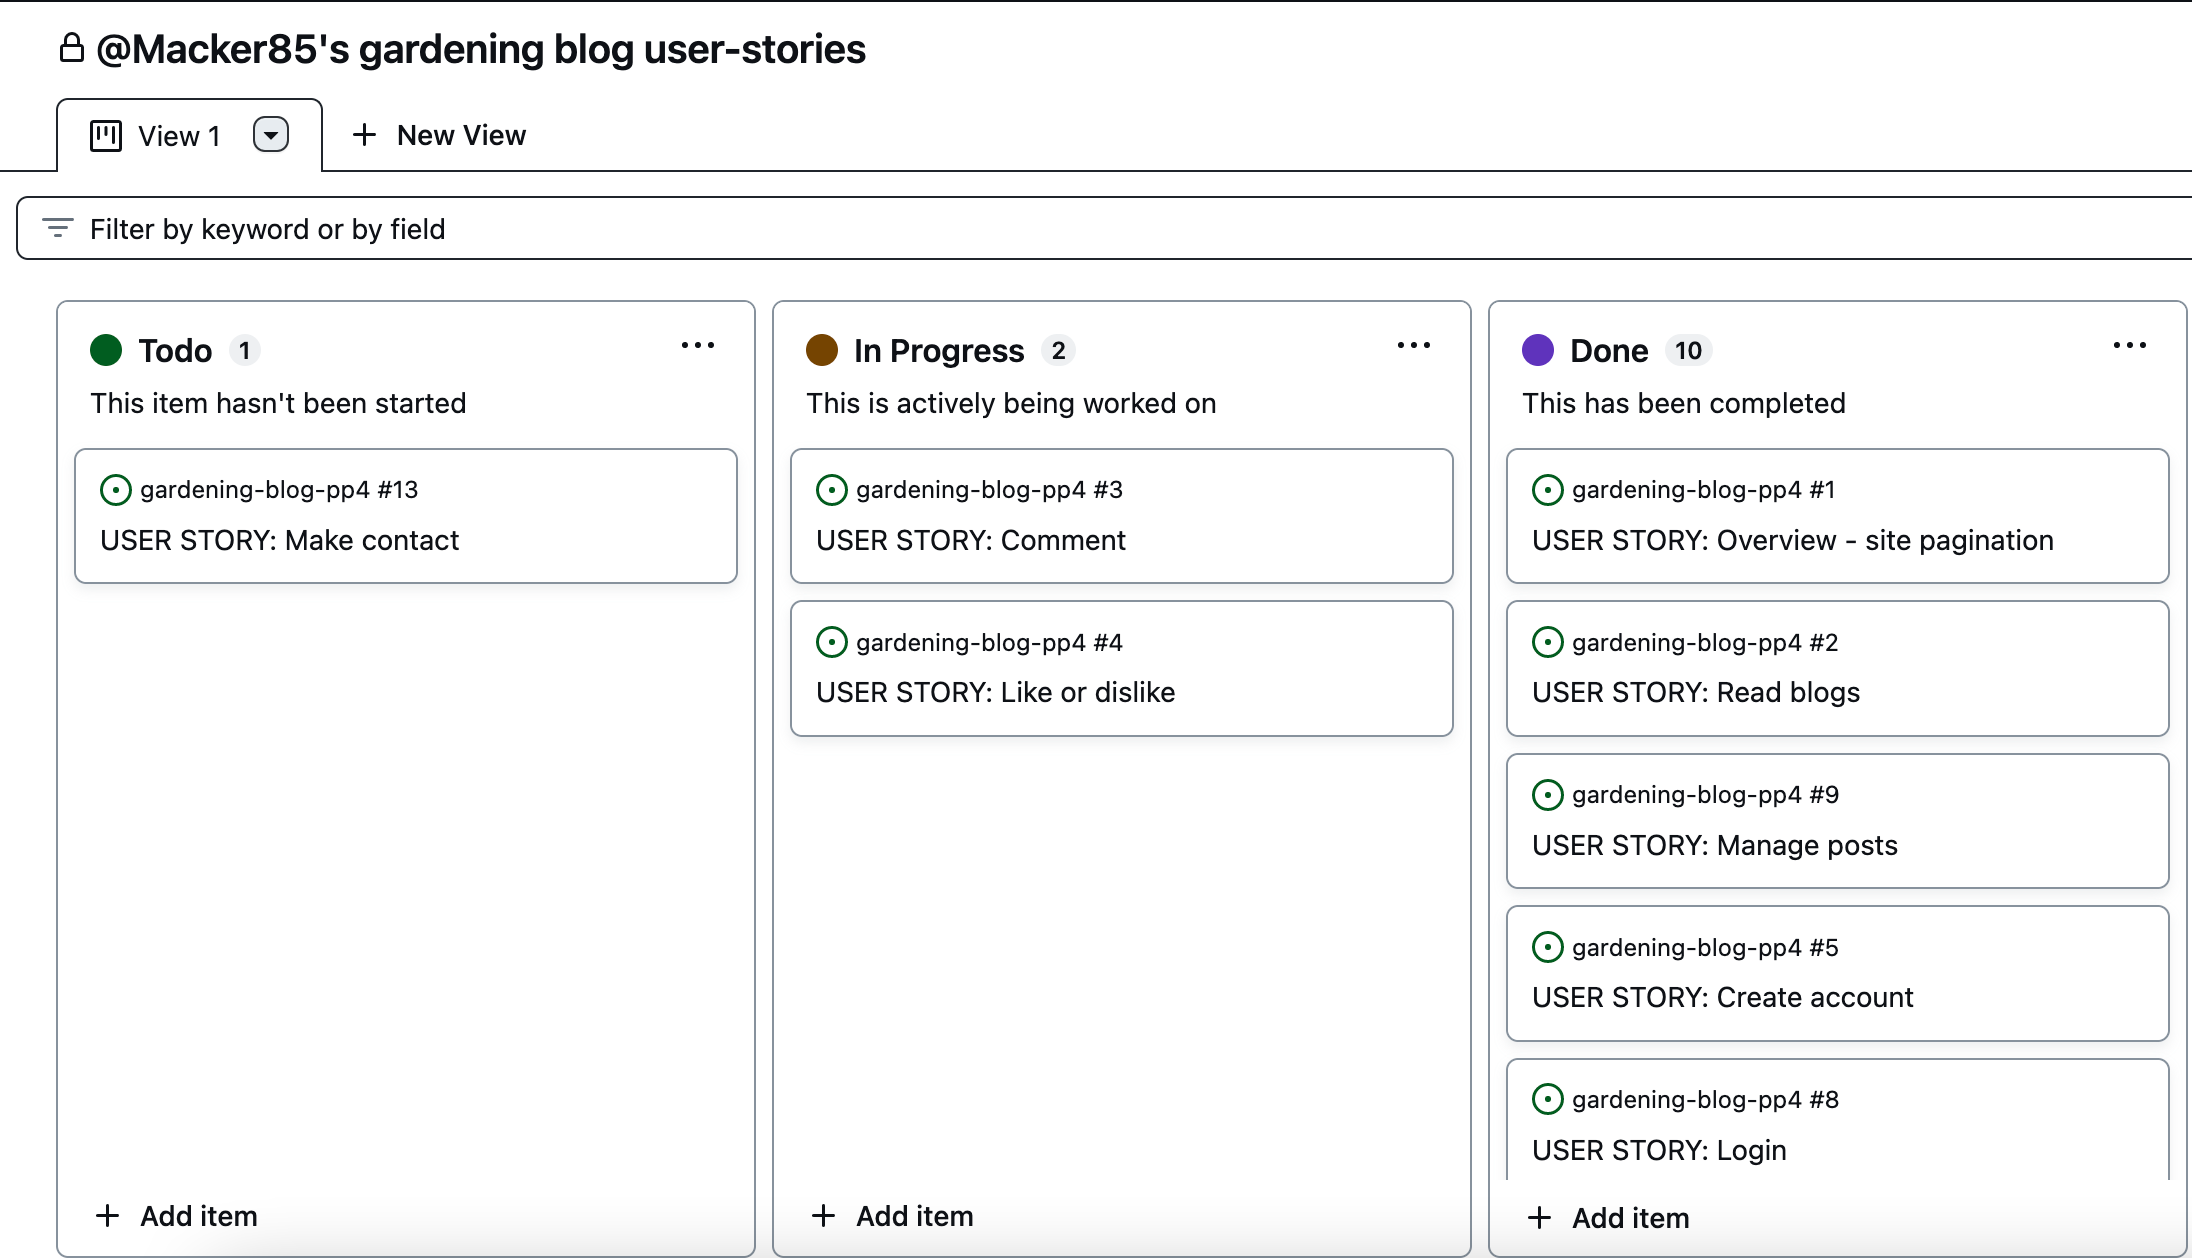 @Macker85's gardening blog user-stories
View 1
New View
Filter by keyword or by field
Todo 1
This item hasn't been started
gardening-blog-pp4 #13
USER STORY: Make contact
Add item
In Progress 2
This is actively being worked on
gardening-blog-pp4 #3
USER STORY: Comment
gardening-blog-pp4 #4
USER STORY: Like or dislike
Add item
Done 10
This has been completed
gardening-blog-pp4 #1
USER STORY: Overview - site pagination
gardening-blog-pp4 #2
USER STORY: Read blogs
gardening-blog-pp4 #9
USER STORY: Manage posts
gardening-blog-pp4 #5
USER STORY: Create account
gardening-blog-pp4 #8
USER STORY: Login
Add item